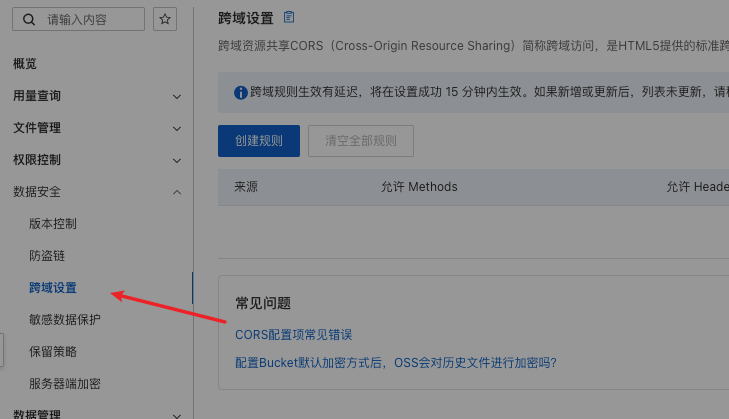 请输入内容
概览
用量查询
文件管理
权限控制
数据安全
版本控制
防盗链
跨域设置
敏感数据保护
保留策略
服务器端加密
数据管理
跨域设置
跨域资源共享CORS（Cross-Origin Resource Sharing）简称跨域访问，是HTML5提供的标准跨
跨域规则生效有延迟，将在设置成功 15 分钟内生效。如果新增或更新后，列表未更新，请稍
创建规则 清空全部规则
来源 允许 Methods 允许 Heade
常见问题
CORS配置项常见错误
配置Bucket默认加密方式后，OSS会对历史文件进行加密吗?